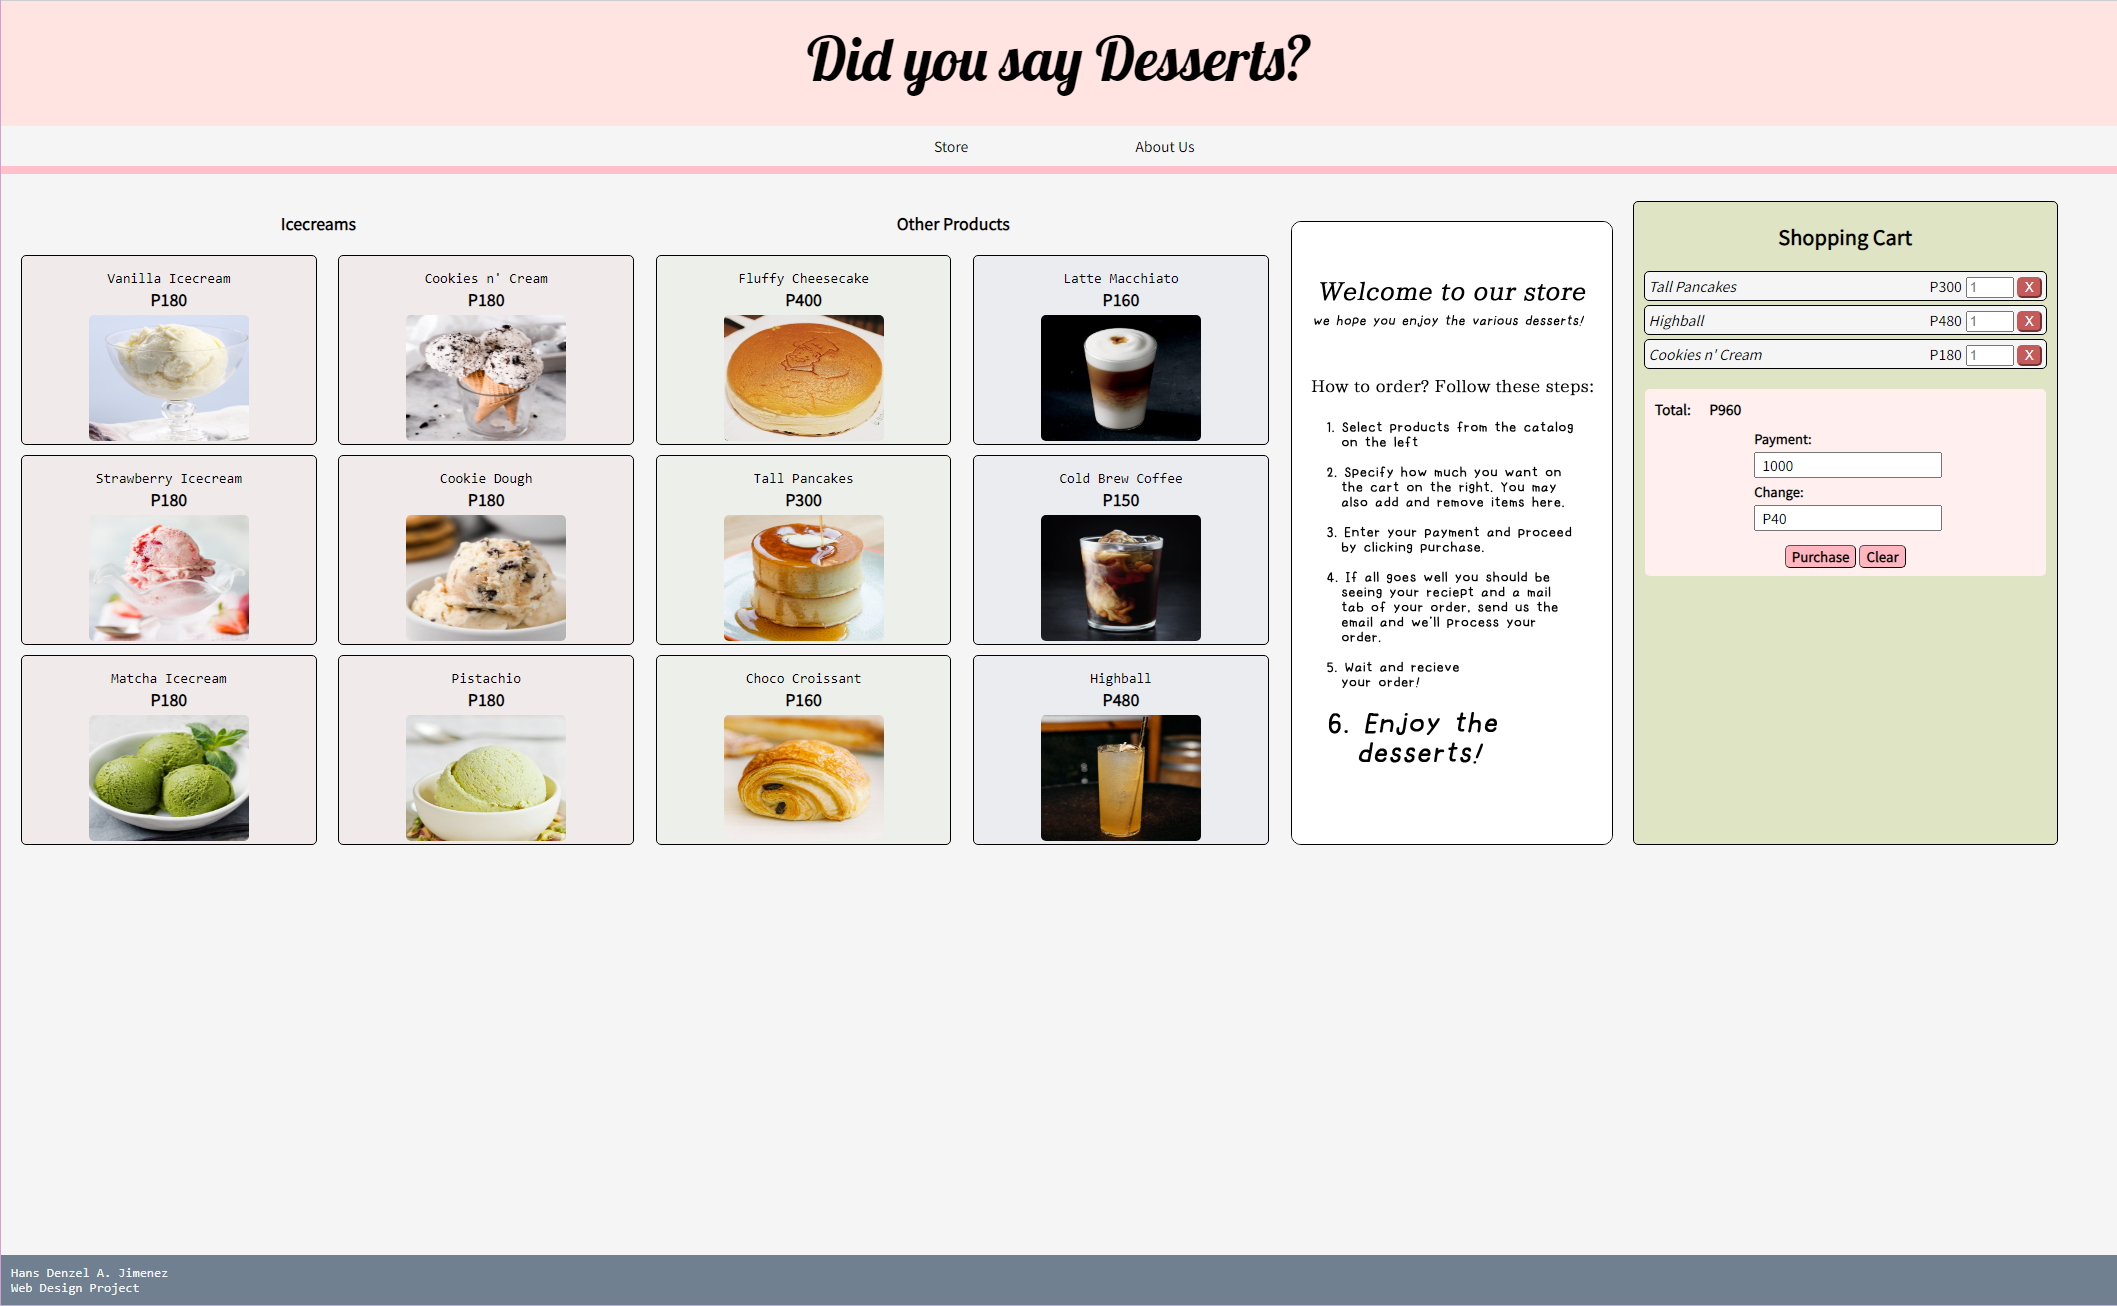 Did you say Desserts?
Store
About Us
Icecreams
Vanilla Icecream
P180
Cookies n' Cream
P180
Strawberry Icecream
P180
Cookie Dough
P180
Matcha Icecream
P180
Pistachio
P180
Other Products
Fluffy Cheesecake
P400
Latte Macchiato
P160
Tall Pancakes
P300
Cold Brew Coffee
P150
Choco Croissant
P160
Highball
P480
Welcome to our store
we hope you enjoy the various desserts!
How to order? Follow these steps:
1. Select products from the catalog
on the left
2. Specify how much you want on
the cart on the right. You may
also add and remove items here.
3. Enter your payment and proceed
by clicking purchase.
4. If all goes well you should be
seeing your reciept and a mail
tab of your order, send us the
email and we'll process your
order.
5. Wait and recieve
your order!
6. Enjoy the
desserts!
Shopping Cart
Tall Pancakes P300 1 X
Highball P480 1 X
Cookies n' Cream P180 1 X
Total: P960
Payment:
1000
Change:
P40
Purchase Clear
Hans Denzel A. Jimenez
Web Design Project